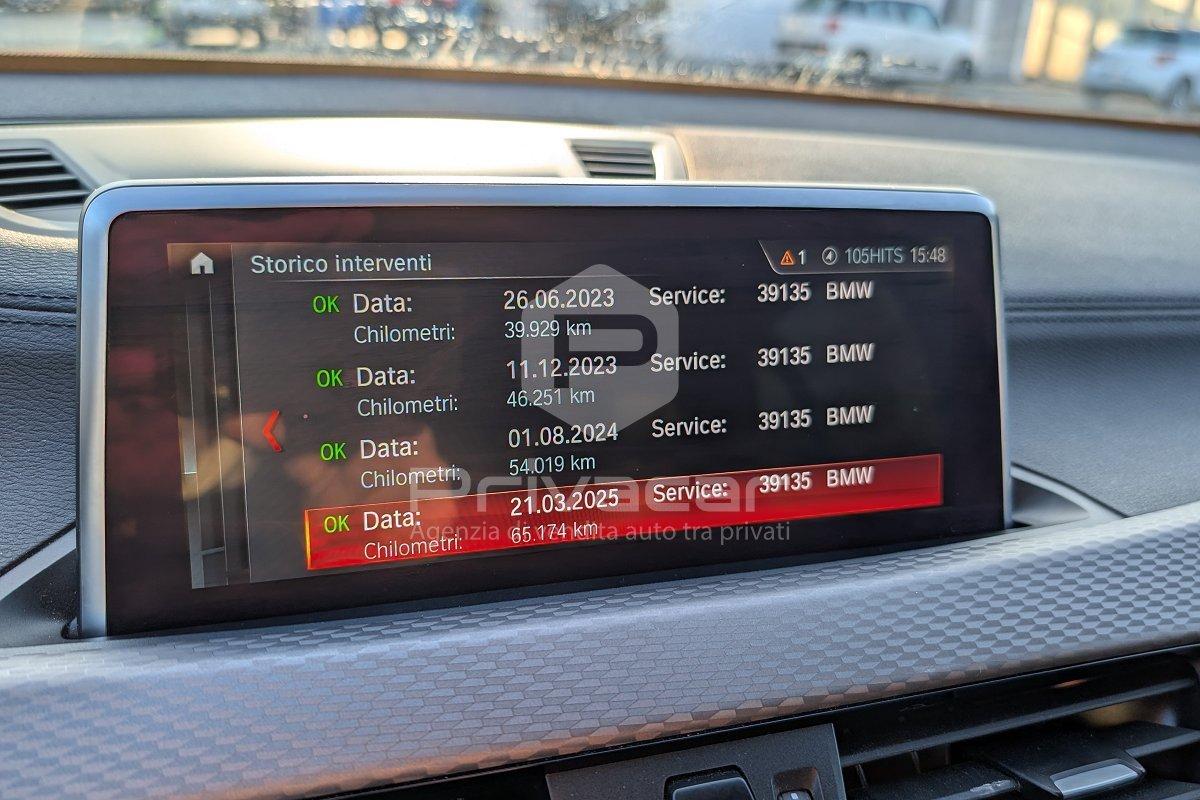 Storico interventi 1 105HITS 15:48
OK Data: 26.06.2023 Service: 39135 BMW
Chilometri: 39.929 km
OK Data: 11.12.2023 Service: 39135 BMW
Chilometri: 46.251 km
OK Data: 01.08.2024 Service: 39135 BMW
Chilometri: 54.019 km
OK Data: 21.03.2025 Service: 39135 BMW
Chilometri: 65.174 km
Privacar
Agenzia di vendita auto tra privati